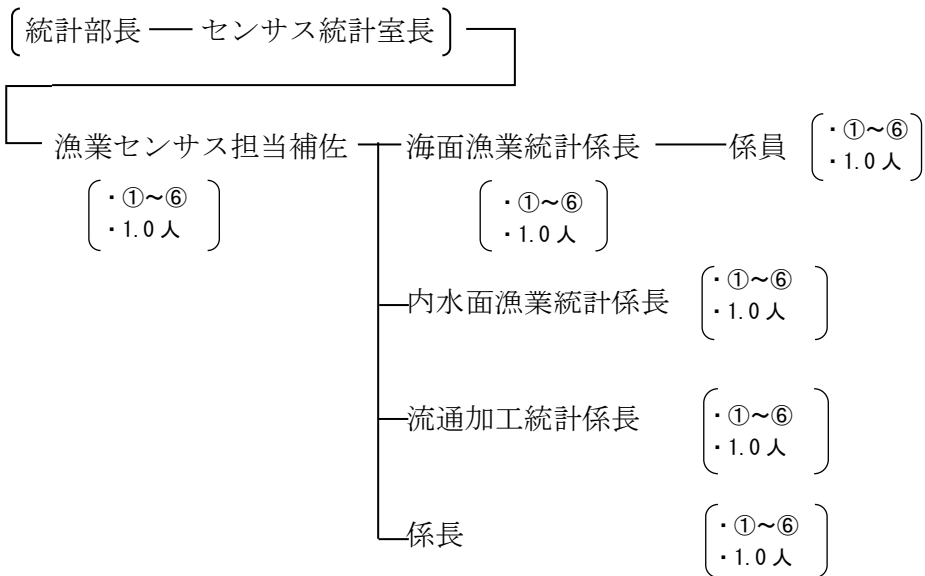 統計部長 ― センサス統計室長
漁業センサス担当補佐
海面漁業統計係長
係員
・①~⑥
・1.0人
・①~⑥
・1.0人
・①~⑥
・1.0人
内水面漁業統計係長
・①~⑥
・1.0人
流通加工統計係長
・①~⑥
・1.0人
係長
・①~⑥
・1.0人